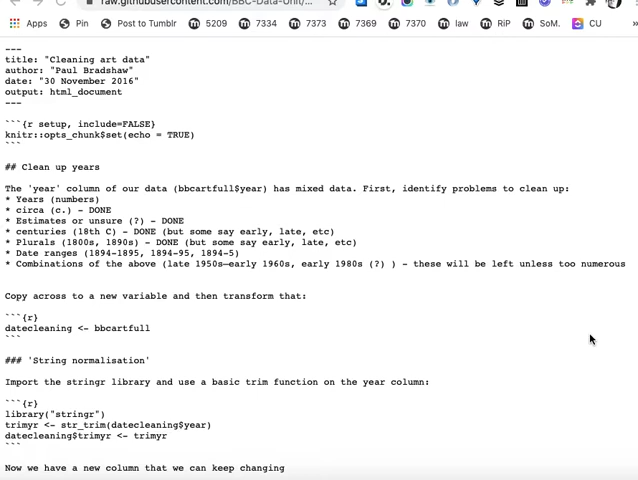 raw.githubusercontent.com/BBC-Data-Unit/...
Apps Pin Post to Tumblr 5209 7334 7373 7369 7370 law RiP SoM. CU
---
title: "Cleaning art data"
author: "Paul Bradshaw"
date: "30 November 2016"
output: html_document
---
```{r setup, include=FALSE}
knitr::opts_chunk$set(echo = TRUE)
```
## Clean up years
The 'year' column of our data (bbcartfull$year) has mixed data. First, identify problems to clean up:
* Years (numbers)
* circa (c.) - DONE
* Estimates or unsure (?) - DONE
* centuries (18th C) - DONE (but some say early, late, etc)
* Plurals (1800s, 1890s) - DONE (but some say early, late, etc)
* Date ranges (1894-1895, 1894-95, 1894-5)
* Combinations of the above (late 1950s–early 1960s, early 1980s (?) ) - these will be left unless too numerous
Copy across to a new variable and then transform that:
```{r}
datecleaning <- bbcartfull
```
### 'String normalisation'
Import the stringr library and use a basic trim function on the year column:
```{r}
library("stringr")
trimyr <- str_trim(datecleaning$year)
datecleaning$trimyr <- trimyr
```
Now we have a new column that we can keep changing